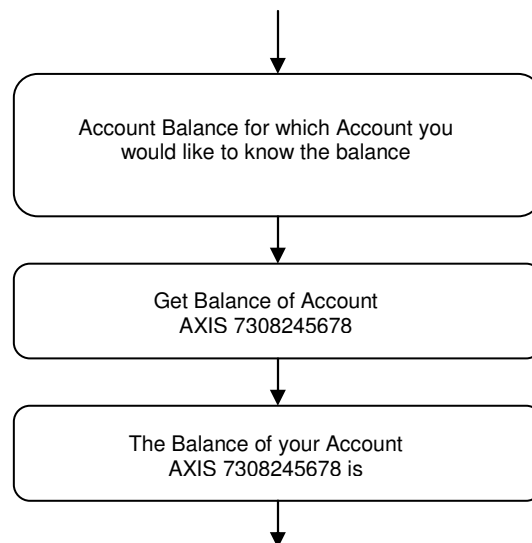 Account Balance for which Account you
would like to know the balance
Get Balance of Account
AXIS 7308245678
The Balance of your Account
AXIS 7308245678 is